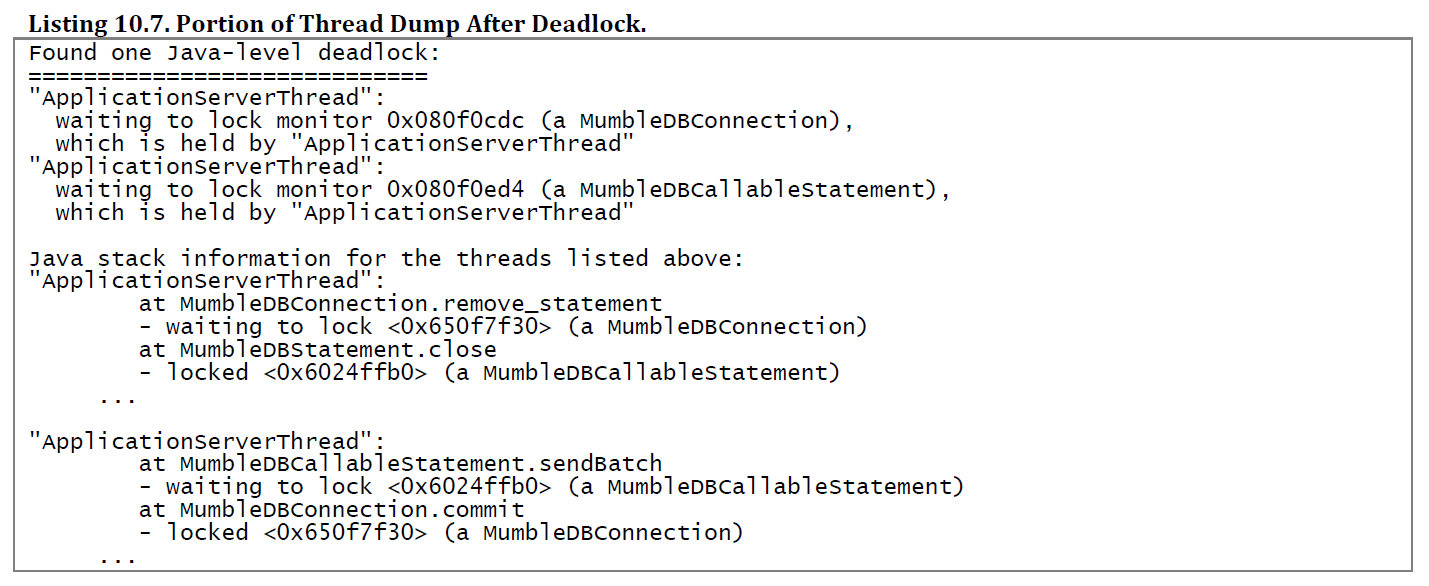 Listing 10.7. Portion of Thread Dump After Deadlock.
Found one Java-level deadlock:
=============================
"ApplicationServerThread":
  waiting to lock monitor 0x080f0cdc (a MumbleDBConnection),
  which is held by "ApplicationServerThread"
"ApplicationServerThread":
  waiting to lock monitor 0x080f0ed4 (a MumbleDBCallableStatement),
  which is held by "ApplicationServerThread"
Java stack information for the threads listed above:
"ApplicationServerThread":
        at MumbleDBConnection.remove_statement
        - waiting to lock <0x650f7f30> (a MumbleDBConnection)
        at MumbleDBStatement.close
        - locked <0x6024ffb0> (a MumbleDBCallableStatement)
     ...
"ApplicationServerThread":
        at MumbleDBCallableStatement.sendBatch
        - waiting to lock <0x6024ffb0> (a MumbleDBCallableStatement)
        at MumbleDBConnection.commit
        - locked <0x650f7f30> (a MumbleDBConnection)
     ...